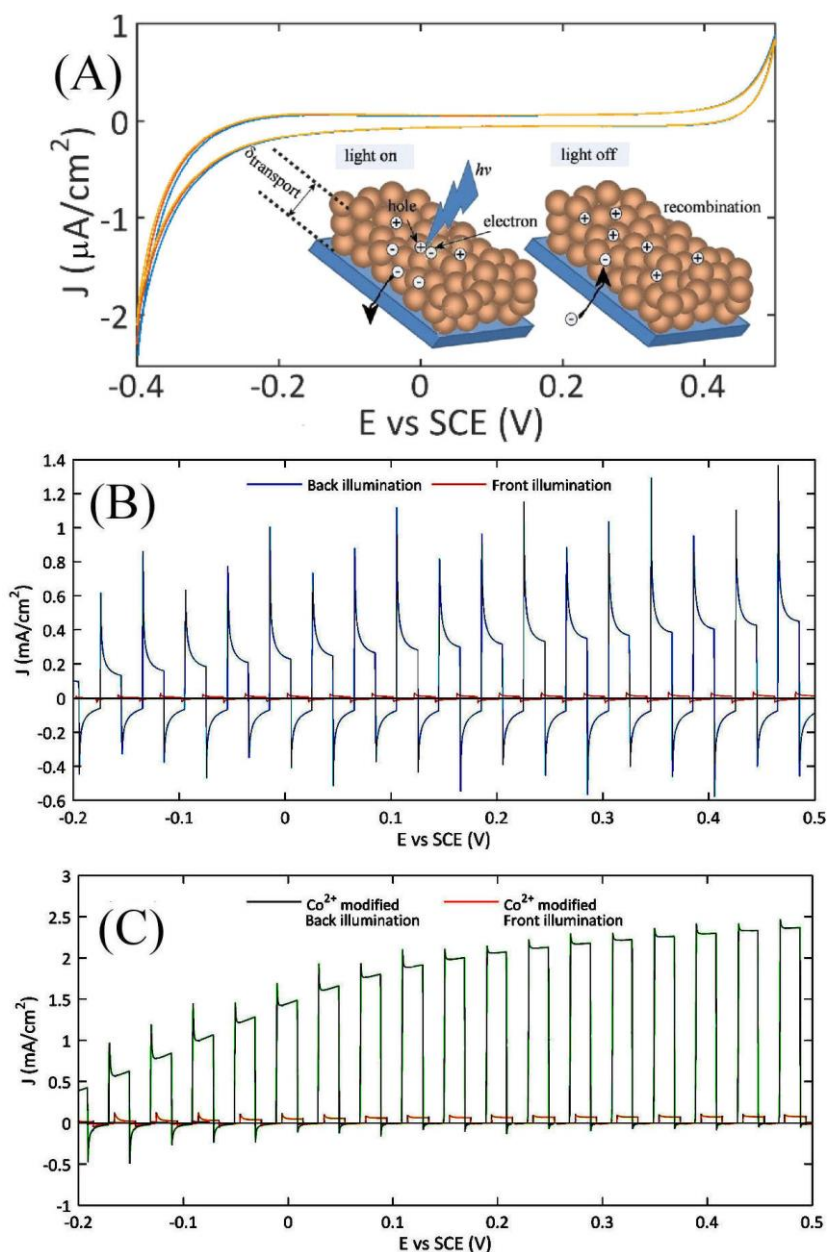 (A)
1
0
-1
-2
J ( μA/cm²)
-0.4
-0.2
0
0.2
0.4
E vs SCE (V)
δtransport
light on
hν
hole
electron
light off
recombination
(B)
Back illumination
Front illumination
1.4
1.2
1
0.8
0.6
0.4
0.2
0
-0.2
-0.4
-0.6
J (mA/cm²)
-0.2
-0.1
0
0.1
0.2
0.3
0.4
0.5
E vs SCE (V)
(C)
Co²⁺ modified
Back illumination
Co²⁺ modified
Front illumination
3
2.5
2
1.5
1
0.5
0
-0.5
-1
J (mA/cm²)
-0.2
-0.1
0
0.1
0.2
0.3
0.4
0.5
E vs SCE (V)